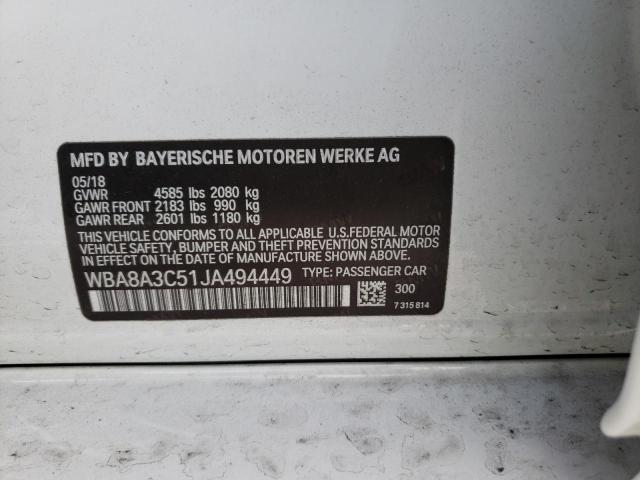 MFD BY BAYERISCHE MOTOREN WERKE AG
05/18
GVWR 4585 lbs 2080 kg
GAWR FRONT 2183 lbs 990 kg
GAWR REAR 2601 lbs 1180 kg
THIS VEHICLE CONFORMS TO ALL APPLICABLE U.S.FEDERAL MOTOR
VEHICLE SAFETY, BUMPER AND THEFT PREVENTION STANDARDS IN
EFFECT ON THE DATE OF MANUFACTURE SHOWN ABOVE.
WBA8A3C51JA494449 TYPE: PASSENGER CAR
300
7 315 814